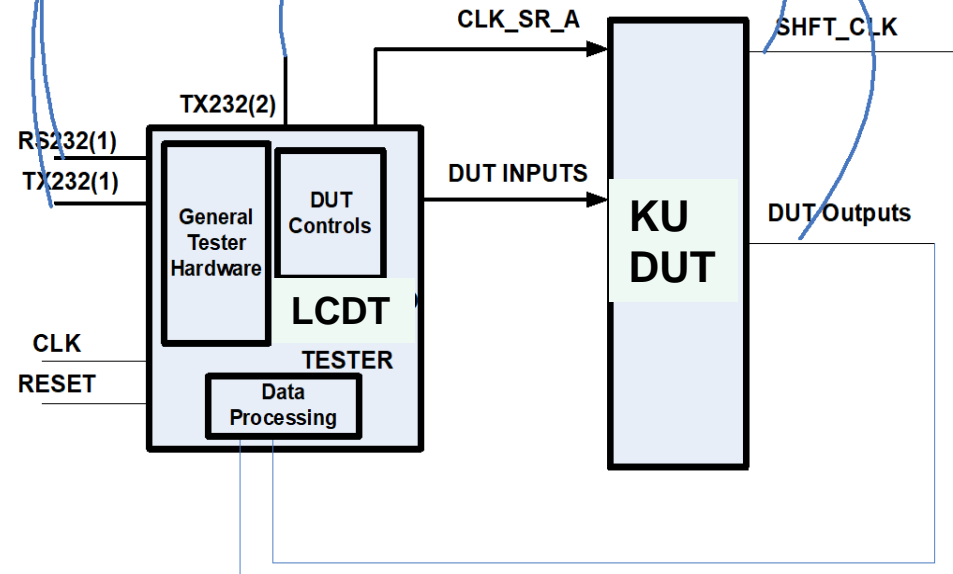 CLK_SR_A
SHFT_CLK
TX232(2)
RS232(1)
TX232(1)
DUT INPUTS
DUT Outputs
General
Tester
Hardware
DUT
Controls
KU
DUT
LCDT
TESTER
CLK
RESET
Data
Processing